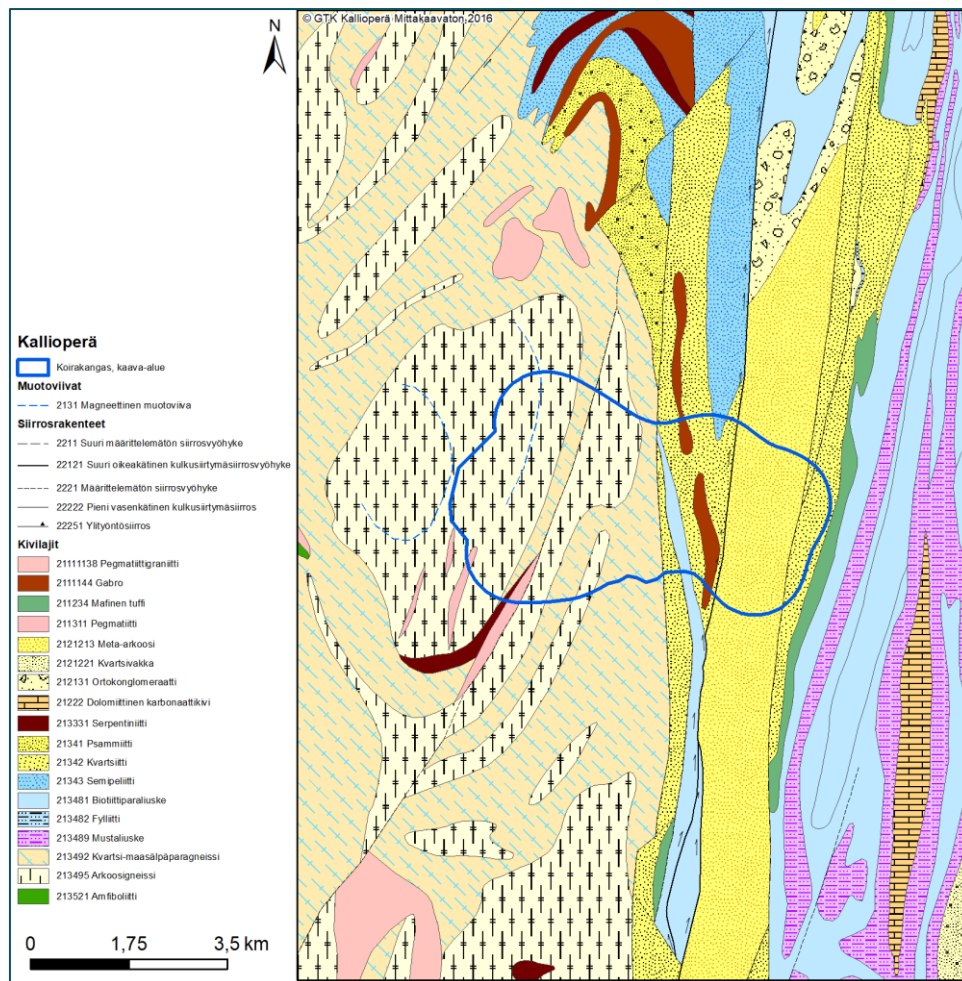 © GTK Kallioperä Mittakaavaton 2016
N
Kallioperä
Koirakangas, kaava-alue
Muotoviivat
2131 Magneettinen muotoviiva
Siirrosrakenteet
2211 Suuri määrittelemätön siirrosvyöhyke
22121 Suuri oikeakätinen kulkusiirtymäsiirrosvyöhyke
2221 Määrittelemätön siirrosvyöhyke
22222 Pieni vasenkätinen kulkusiirtymäsiirros
22251 Ylityöntösiirros
Kivilajit
21111138 Pegmatiittigraniitti
2111144 Gabro
211234 Mafinen tuffi
211311 Pegmatiitti
2121213 Meta-arkoosi
2121221 Kvartsivakka
212131 Ortokonglomeraatti
21222 Dolomiittinen karbonaattikivi
213331 Serpentiniitti
21341 Psammiitti
21342 Kvartsiitti
21343 Semipeliitti
213481 Biotiittiparaliuske
213482 Fylliitti
213489 Mustaliuske
213492 Kvartsi-maasälpäparagneissi
213495 Arkoosigneissi
213521 Amfiboliitti
0 1,75 3,5 km